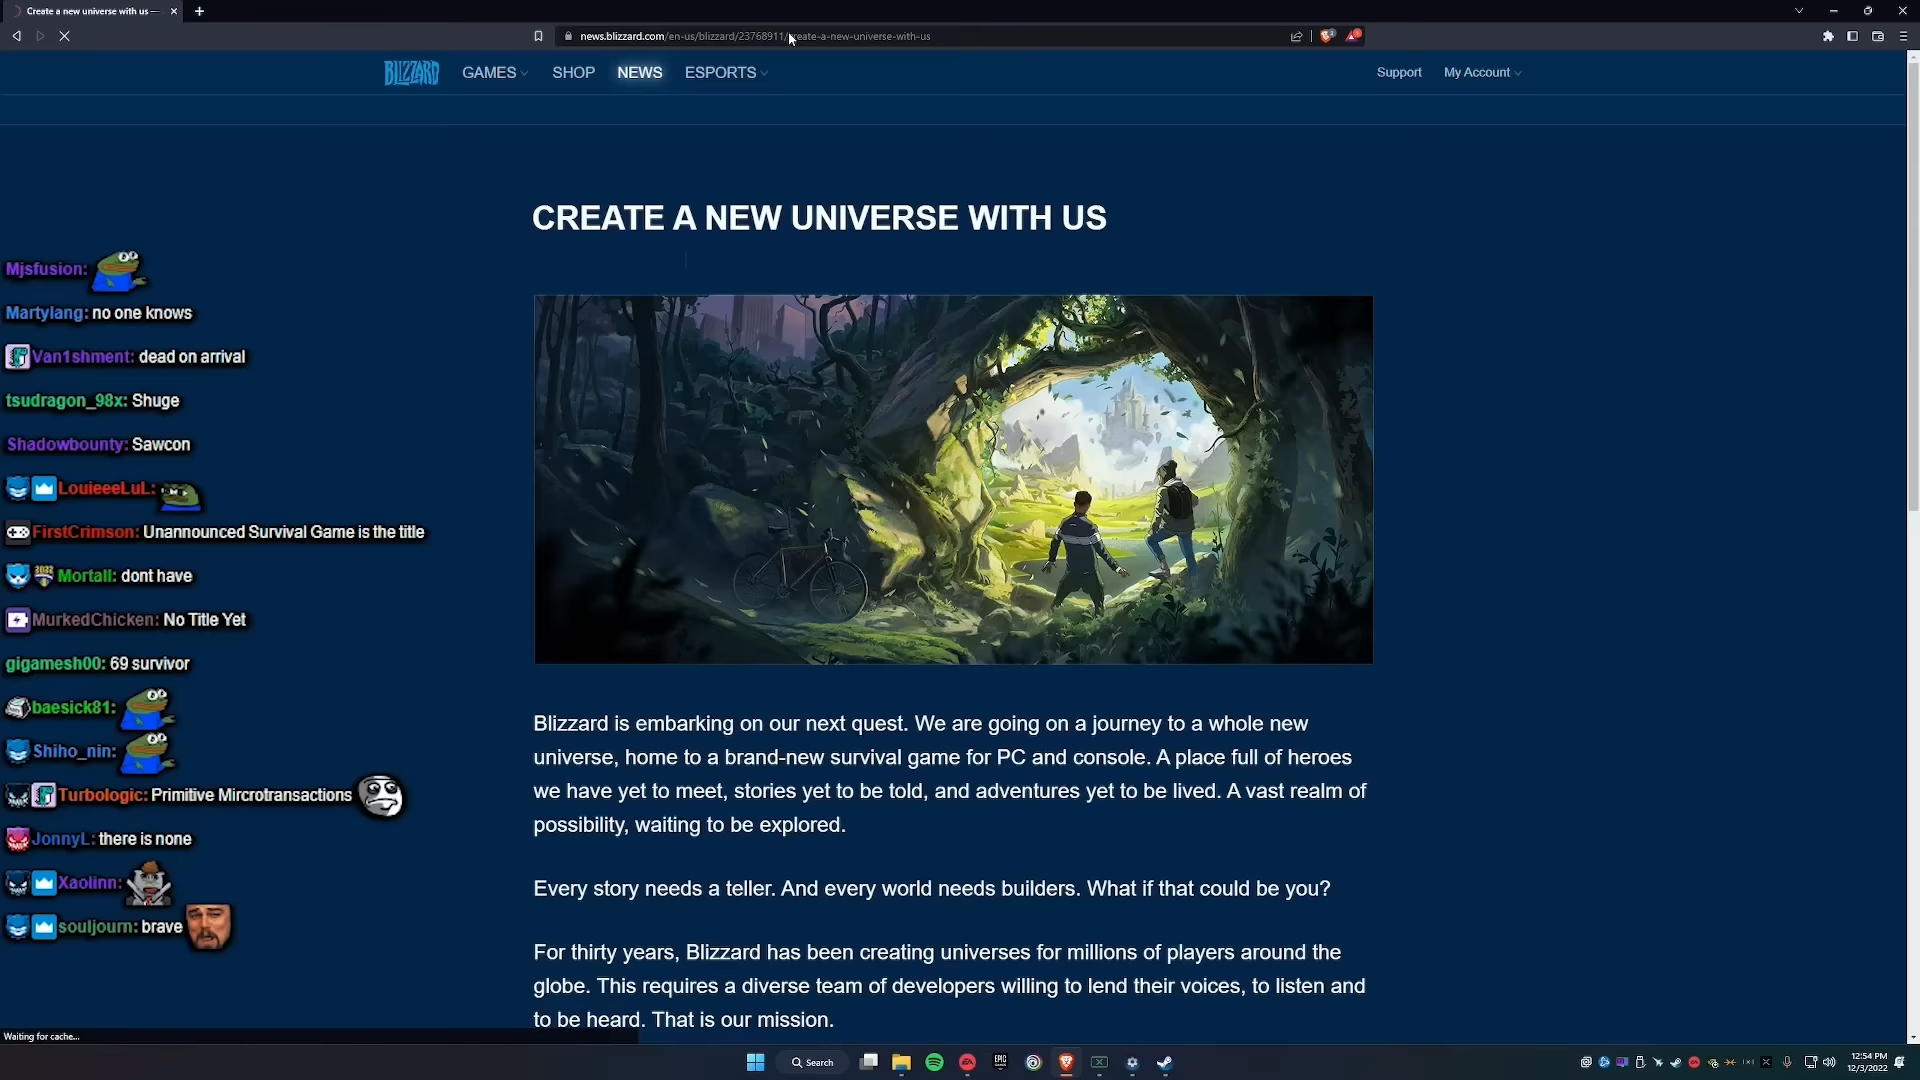 Create a new universe with us —
news.blizzard.com/en-us/blizzard/23768911/create-a-new-universe-with-us
BLIZZARD GAMES SHOP NEWS ESPORTS Support My Account
CREATE A NEW UNIVERSE WITH US
Mjsfusion:
Martylang: no one knows
Van1shment: dead on arrival
tsudragon_98x: Shuge
Shadowbounty: Sawcon
LouieeeLuL:
FirstCrimson: Unannounced Survival Game is the title
Mortall: dont have
MurkedChicken: No Title Yet
gigamesh00: 69 survivor
baesick81:
Shiho_nin:
Turbologic: Primitive Mircrotransactions
JonnyL: there is none
Xaolinn:
souljourn: brave
Blizzard is embarking on our next quest. We are going on a journey to a whole new
universe, home to a brand-new survival game for PC and console. A place full of heroes
we have yet to meet, stories yet to be told, and adventures yet to be lived. A vast realm of
possibility, waiting to be explored.
Every story needs a teller. And every world needs builders. What if that could be you?
For thirty years, Blizzard has been creating universes for millions of players around the
globe. This requires a diverse team of developers willing to lend their voices, to listen and
to be heard. That is our mission.
Waiting for cache...
Search
EPIC
12:54 PM
12/3/2022